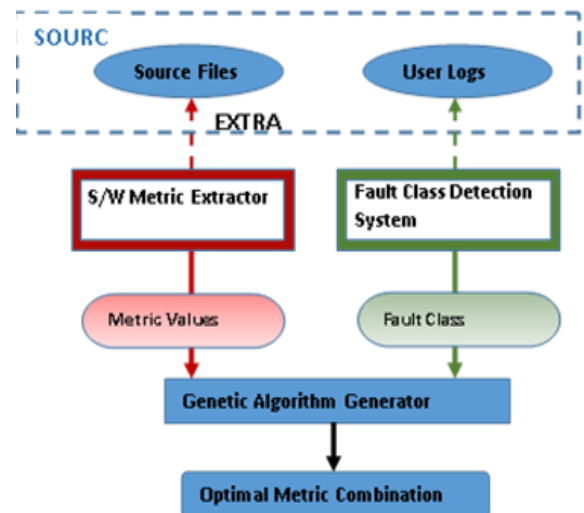 SOURC
Source Files
User Logs
EXTRA
S/W Metric Extractor
Fault Class Detection
System
Metric Values
Fault Class
Genetic Algorithm Generator
Optimal Metric Combination